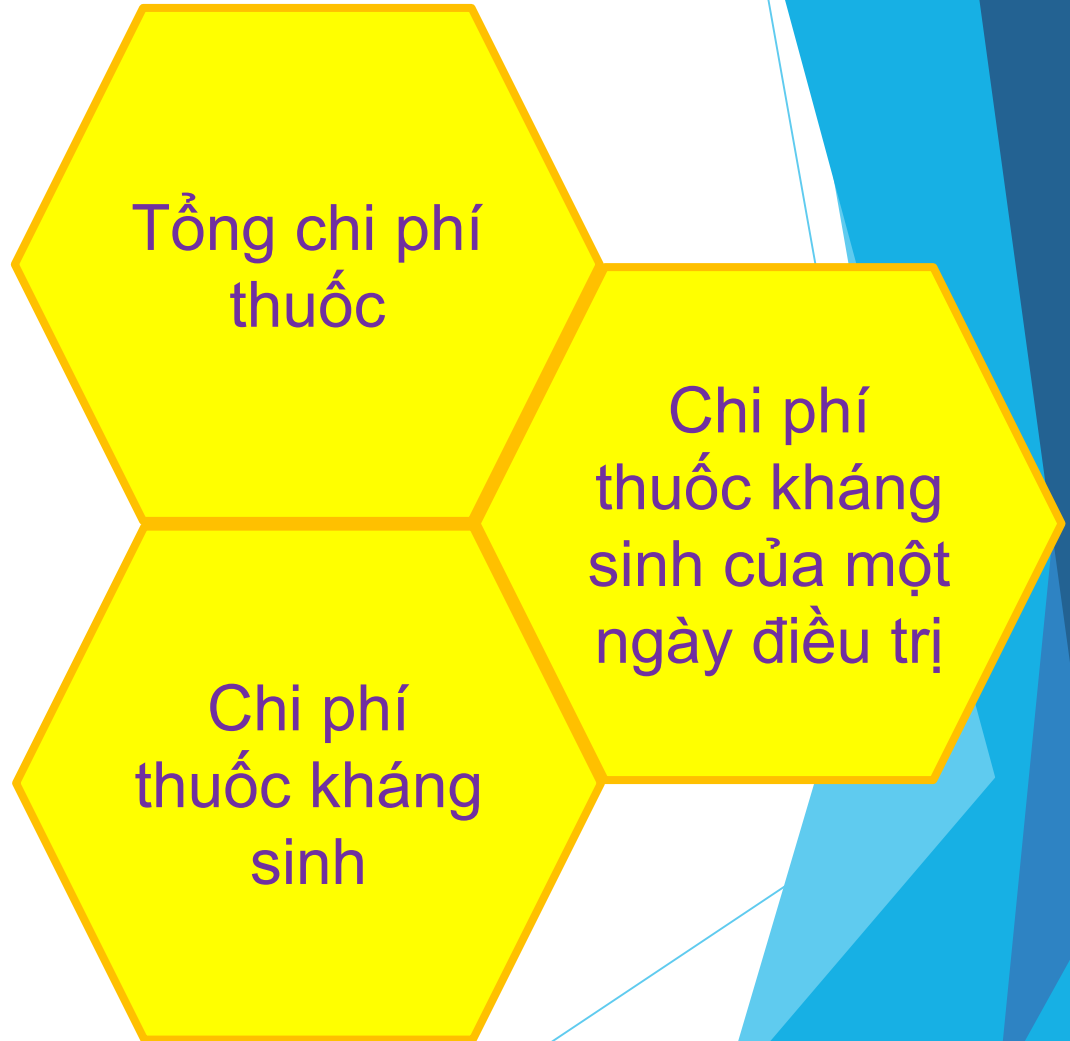 Tổng chi phí
thuốc
Chi phí
thuốc kháng
sinh của một
ngày điều trị
Chi phí
thuốc kháng
sinh